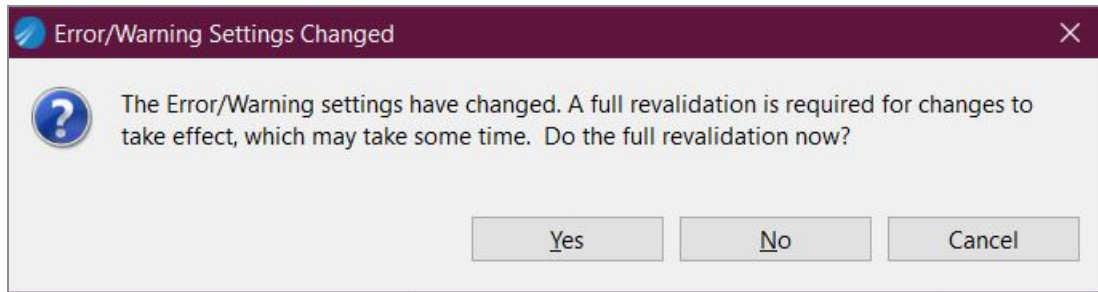 Error/Warning Settings Changed
The Error/Warning settings have changed. A full revalidation is required for changes to
take effect, which may take some time.  Do the full revalidation now?
Yes
No
Cancel